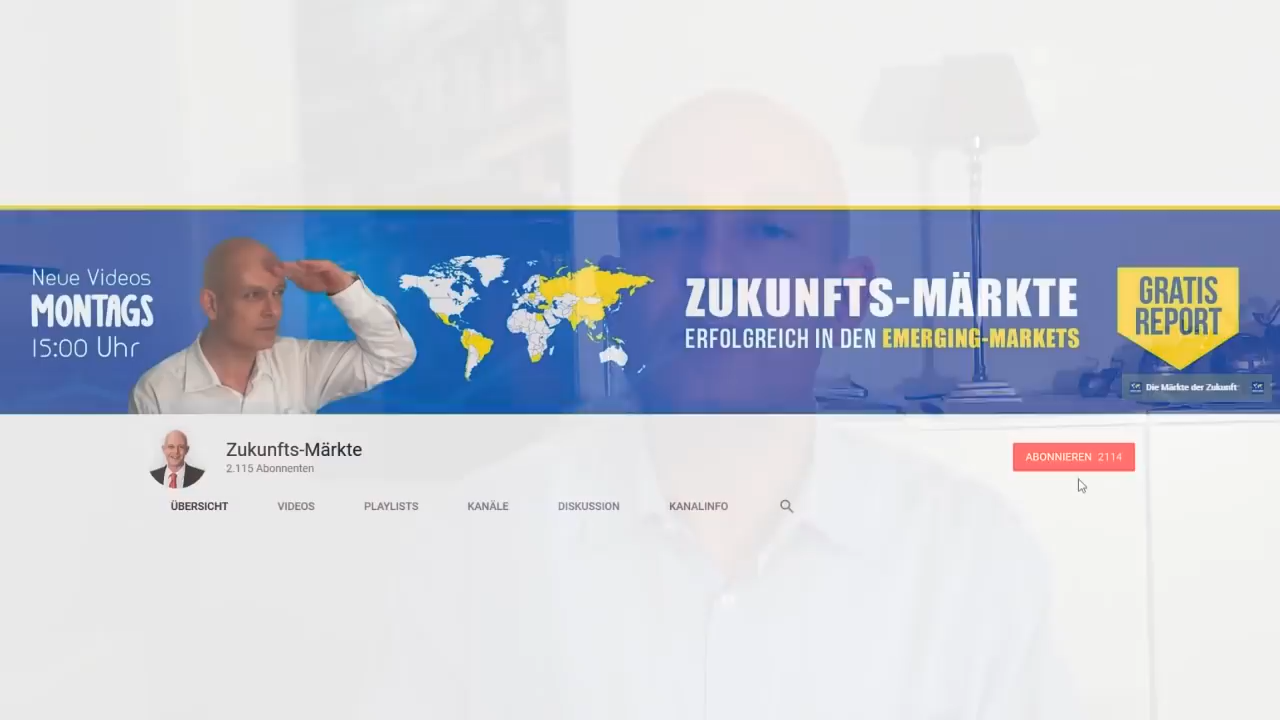 Neue Videos
MONTAGS
15:00 Uhr
ZUKUNFTS-MÄRKTE
ERFOLGREICH IN DEN EMERGING-MARKETS
GRATIS
REPORT
Die Märkte der Zukunft
Zukunfts-Märkte
2.115 Abonnenten
ABONNIEREN 2114
ÜBERSICHT VIDEOS PLAYLISTS KANÄLE DISKUSSION KANALINFO